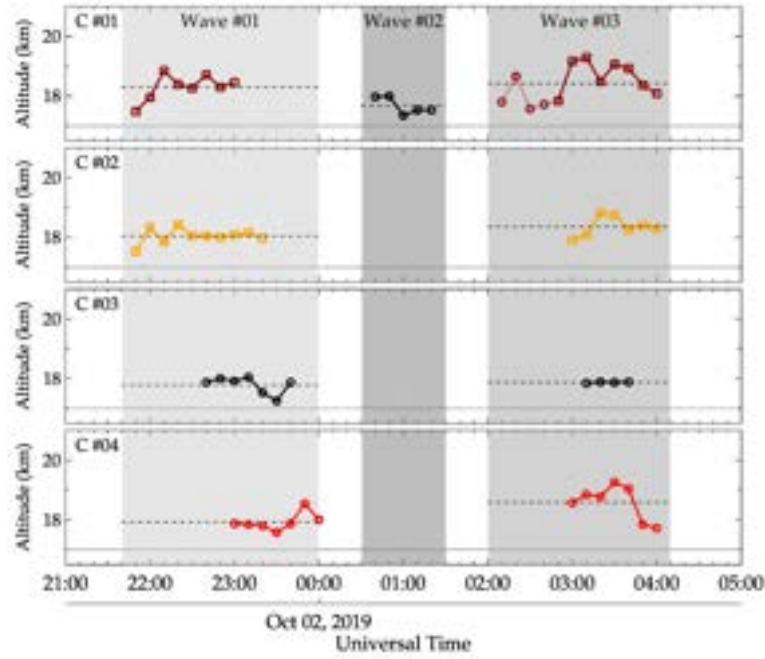 C #01 Wave #01 Wave #02 Wave #03
20
18
Altitude (km)
C #02
20
18
Altitude (km)
C #03
20
18
Altitude (km)
C #04
20
18
Altitude (km)
21:00 22:00 23:00 00:00 01:00 02:00 03:00 04:00 05:00
Oct 02, 2019
Universal Time